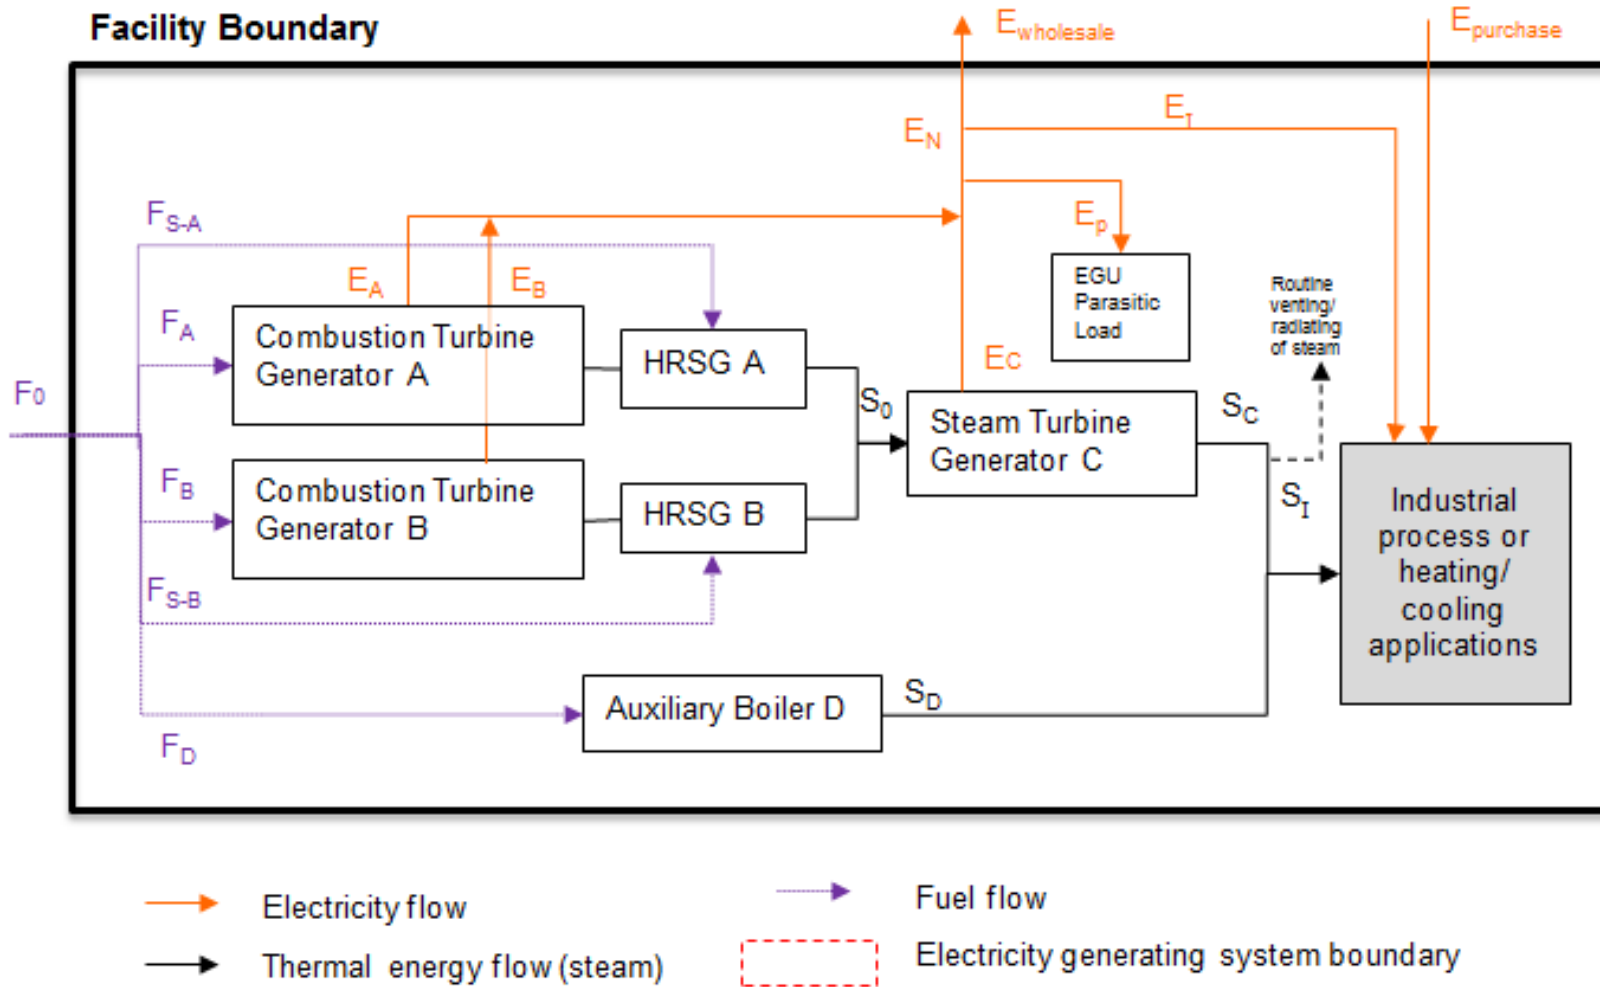 Facility Boundary
Ewholesale
Epurchase
EI
EN
FS-A
Ep
EA
EB
EGU
Parasitic
Load
Routine
venting/
radiating
of steam
FA
Combustion Turbine
Generator A
HRSG A
EC
F0
S0
Steam Turbine
Generator C
SC
FB
Combustion Turbine
Generator B
HRSG B
SI
Industrial
process or
heating/
cooling
applications
FS-B
Auxiliary Boiler D
SD
FD
Electricity flow
Fuel flow
Thermal energy flow (steam)
Electricity generating system boundary